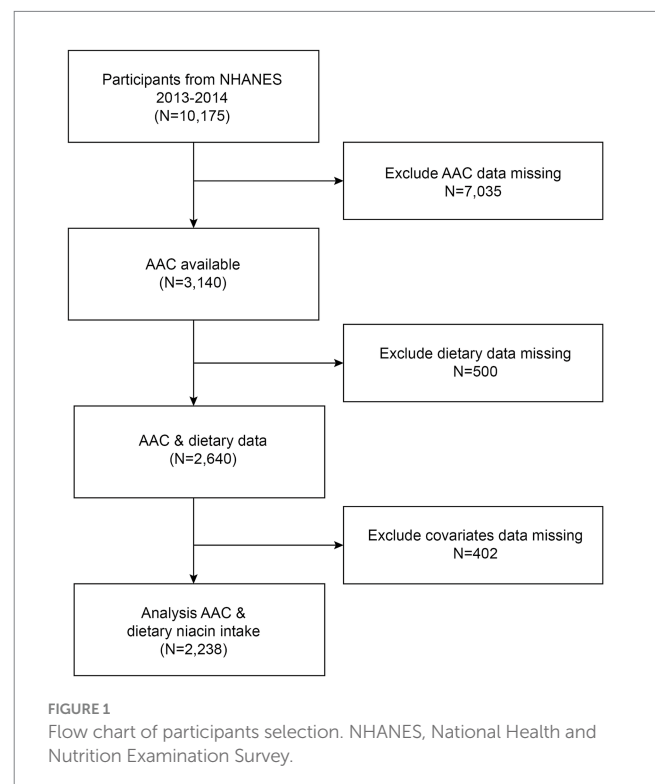 Participants from NHANES
2013-2014
(N=10,175)
Exclude AAC data missing
N=7,035
AAC available
(N=3,140)
Exclude dietary data missing
N=500
AAC & dietary data
(N=2,640)
Exclude covariates data missing
N=402
Analysis AAC &
dietary niacin intake
(N=2,238)
FIGURE 1
Flow chart of participants selection. NHANES, National Health and
Nutrition Examination Survey.